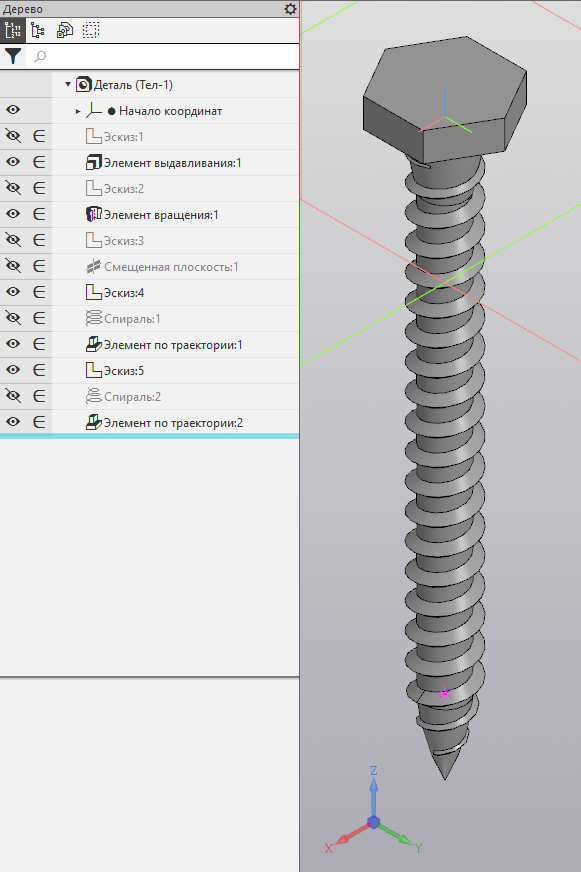 Дерево
Деталь (Тел-1)
Начало координат
Эскиз:1
Элемент выдавливания:1
Эскиз:2
Элемент вращения:1
Эскиз:3
Смещенная плоскость:1
Эскиз:4
Спираль:1
Элемент по траектории:1
Эскиз:5
Спираль:2
Элемент по траектории:2
Z
X
Y